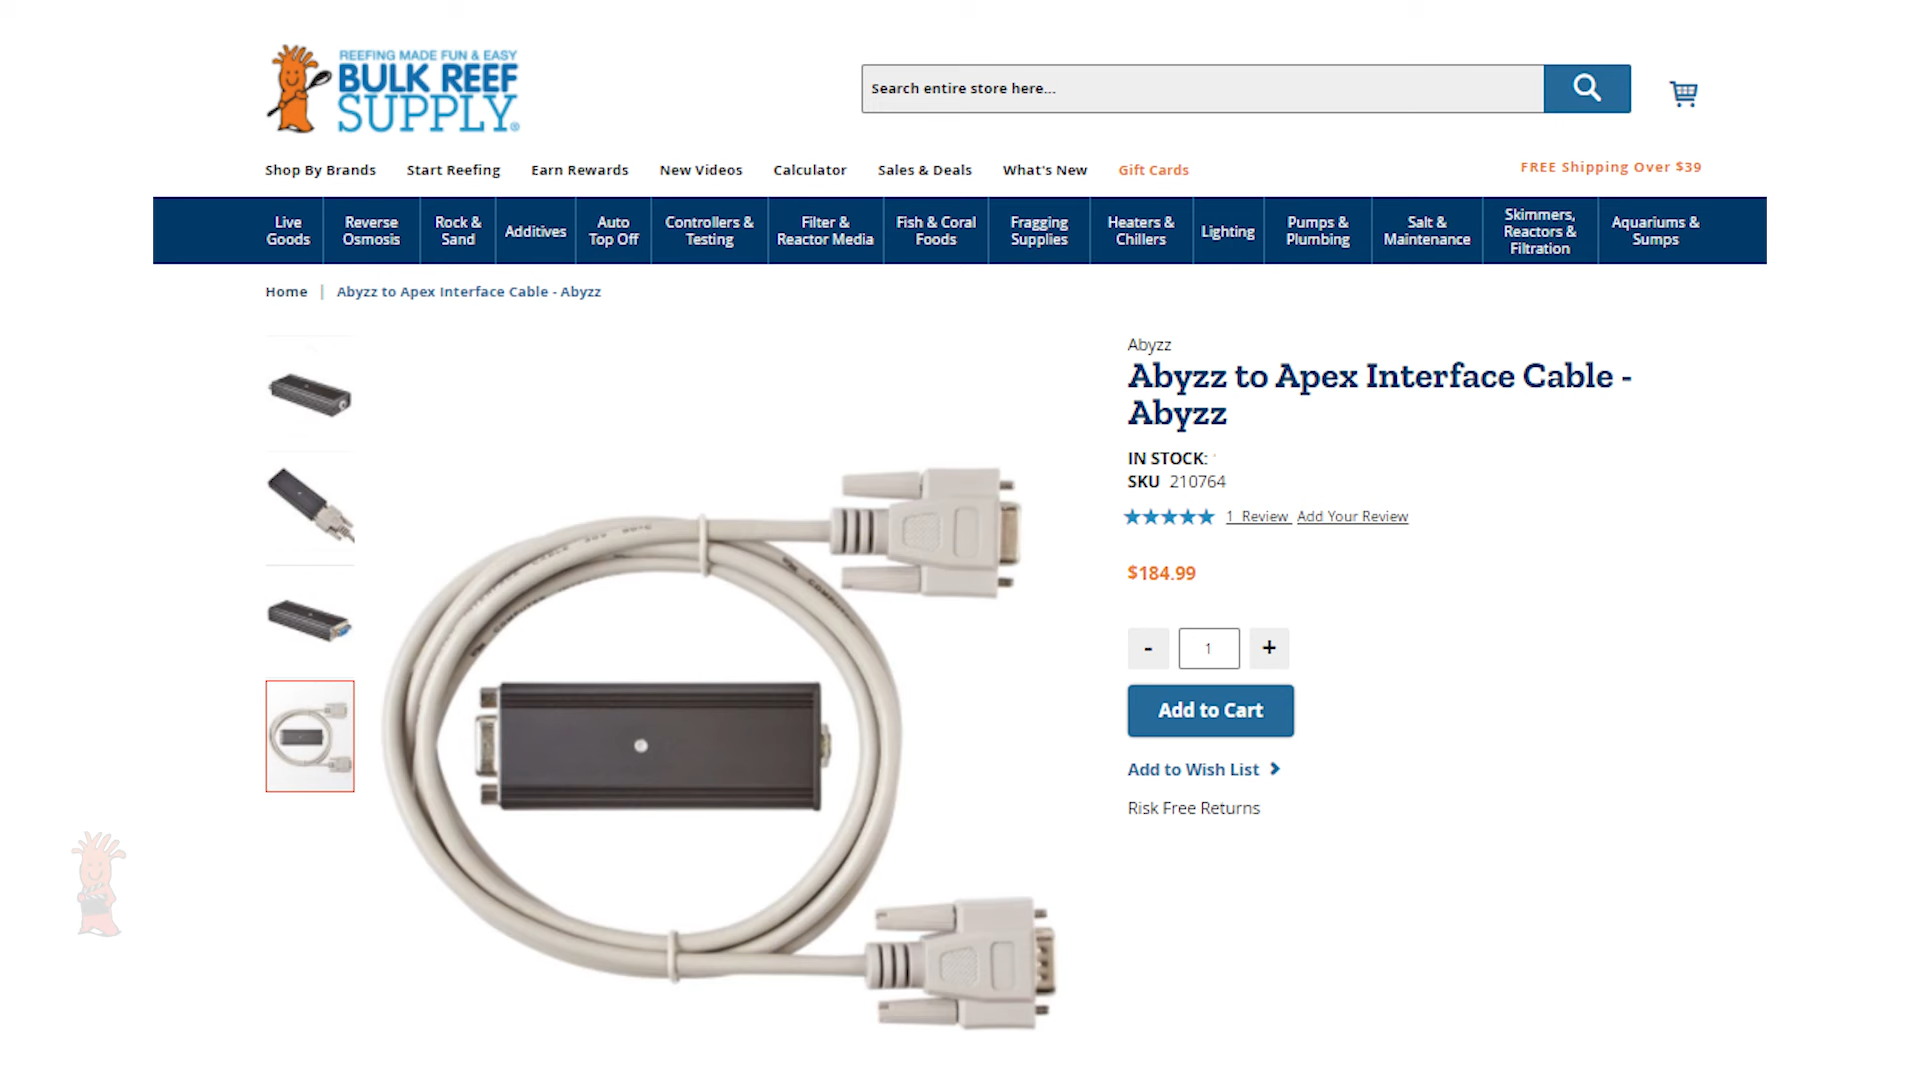 REEFING MADE FUN & EASY
BULK REEF
SUPPLY®
Search entire store here...
Shop By Brands
Start Reefing
Earn Rewards
New Videos
Calculator
Sales & Deals
What's New
Gift Cards
FREE Shipping Over $39
Live
Goods
Reverse
Osmosis
Rock &
Sand
Additives
Auto
Top Off
Controllers &
Testing
Filter &
Reactor Media
Fish & Coral
Foods
Fragging
Supplies
Heaters &
Chillers
Lighting
Pumps &
Plumbing
Salt &
Maintenance
Skimmers,
Reactors &
Filtration
Aquariums &
Sumps
Home | Abyzz to Apex Interface Cable - Abyzz
Abyzz
Abyzz to Apex Interface Cable -
Abyzz
IN STOCK:
SKU 210764
1 Review Add Your Review
$184.99
- 1 +
Add to Cart
Add to Wish List
Risk Free Returns